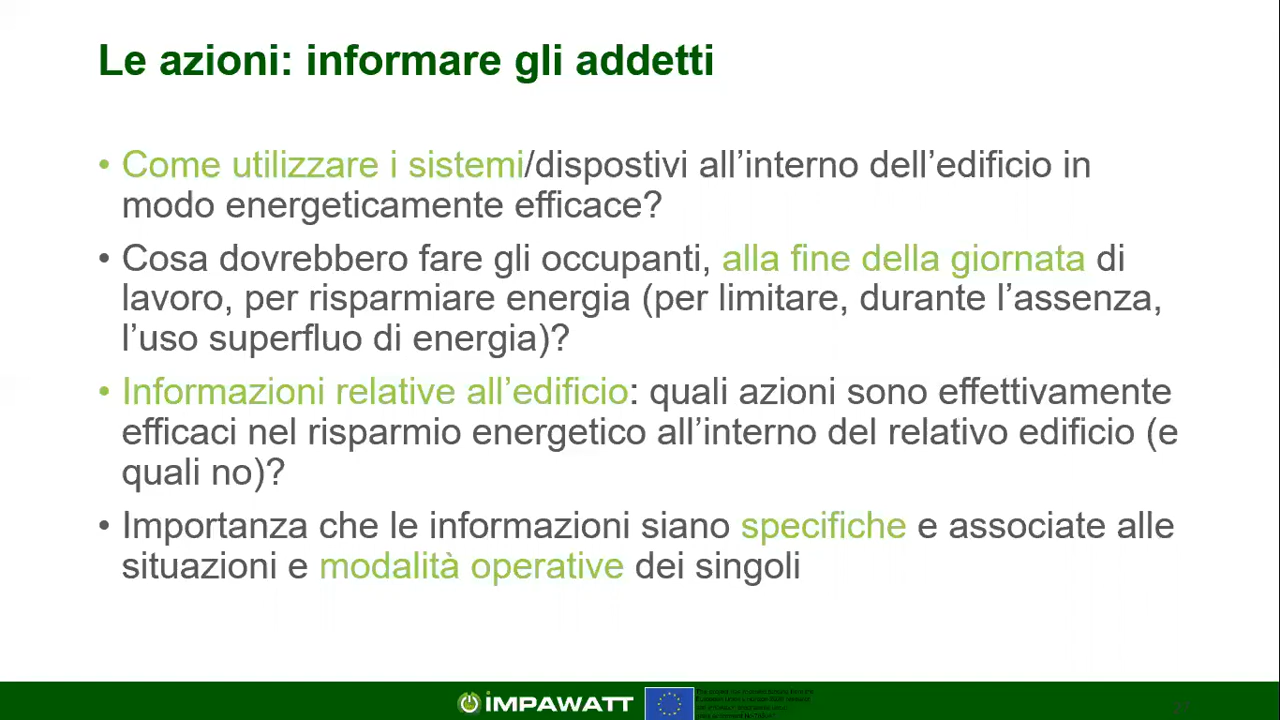 Le azioni: informare gli addetti
• Come utilizzare i sistemi/dispostivi all’interno dell’edificio in
modo energeticamente efficace?
• Cosa dovrebbero fare gli occupanti, alla fine della giornata di
lavoro, per risparmiare energia (per limitare, durante l’assenza,
l’uso superfluo di energia)?
• Informazioni relative all’edificio: quali azioni sono effettivamente
efficaci nel risparmio energetico all’interno del relativo edificio (e
quali no)?
• Importanza che le informazioni siano specifiche e associate alle
situazioni e modalità operative dei singoli
iMPAWATT